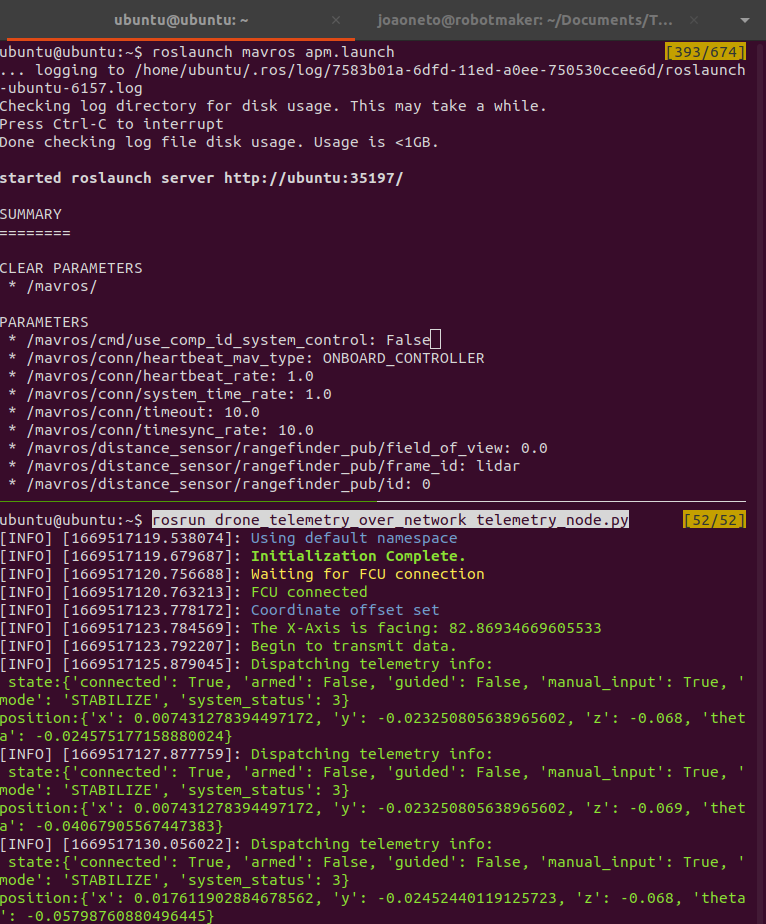 ubuntu@ubuntu: ~ × joaoneto@robotmaker: ~/Documents/T... ×
ubuntu@ubuntu:~$ roslaunch mavros apm.launch [393/674]
... logging to /home/ubuntu/.ros/log/7583b01a-6dfd-11ed-a0ee-750530ccee6d/roslaunch
-ubuntu-6157.log
Checking log directory for disk usage. This may take a while.
Press Ctrl-C to interrupt
Done checking log file disk usage. Usage is <1GB.
started roslaunch server http://ubuntu:35197/
SUMMARY
========
CLEAR PARAMETERS
 * /mavros/
PARAMETERS
 * /mavros/cmd/use_comp_id_system_control: False
 * /mavros/conn/heartbeat_mav_type: ONBOARD_CONTROLLER
 * /mavros/conn/heartbeat_rate: 1.0
 * /mavros/conn/system_time_rate: 1.0
 * /mavros/conn/timeout: 10.0
 * /mavros/conn/timesync_rate: 10.0
 * /mavros/distance_sensor/rangefinder_pub/field_of_view: 0.0
 * /mavros/distance_sensor/rangefinder_pub/frame_id: lidar
 * /mavros/distance_sensor/rangefinder_pub/id: 0
ubuntu@ubuntu:~$ rosrun drone_telemetry_over_network telemetry_node.py [52/52]
[INFO] [1669517119.538074]: Using default namespace
[INFO] [1669517119.679687]: Initialization Complete.
[INFO] [1669517120.756688]: Waiting for FCU connection
[INFO] [1669517120.763213]: FCU connected
[INFO] [1669517123.778172]: Coordinate offset set
[INFO] [1669517123.784569]: The X-Axis is facing: 82.86934669605533
[INFO] [1669517123.792207]: Begin to transmit data.
[INFO] [1669517125.879045]: Dispatching telemetry info:
 state:{'connected': True, 'armed': False, 'guided': False, 'manual_input': True, '
mode': 'STABILIZE', 'system_status': 3}
position:{'x': 0.007431278394497172, 'y': -0.023250805638965602, 'z': -0.068, 'thet
a': -0.024575177158880024}
[INFO] [1669517127.877759]: Dispatching telemetry info:
 state:{'connected': True, 'armed': False, 'guided': False, 'manual_input': True, '
mode': 'STABILIZE', 'system_status': 3}
position:{'x': 0.007431278394497172, 'y': -0.023250805638965602, 'z': -0.069, 'thet
a': -0.04067905567447383}
[INFO] [1669517130.056022]: Dispatching telemetry info:
 state:{'connected': True, 'armed': False, 'guided': False, 'manual_input': True, '
mode': 'STABILIZE', 'system_status': 3}
position:{'x': 0.017611902884678562, 'y': -0.02452440119125723, 'z': -0.068, 'theta
': -0.05798760880496445}